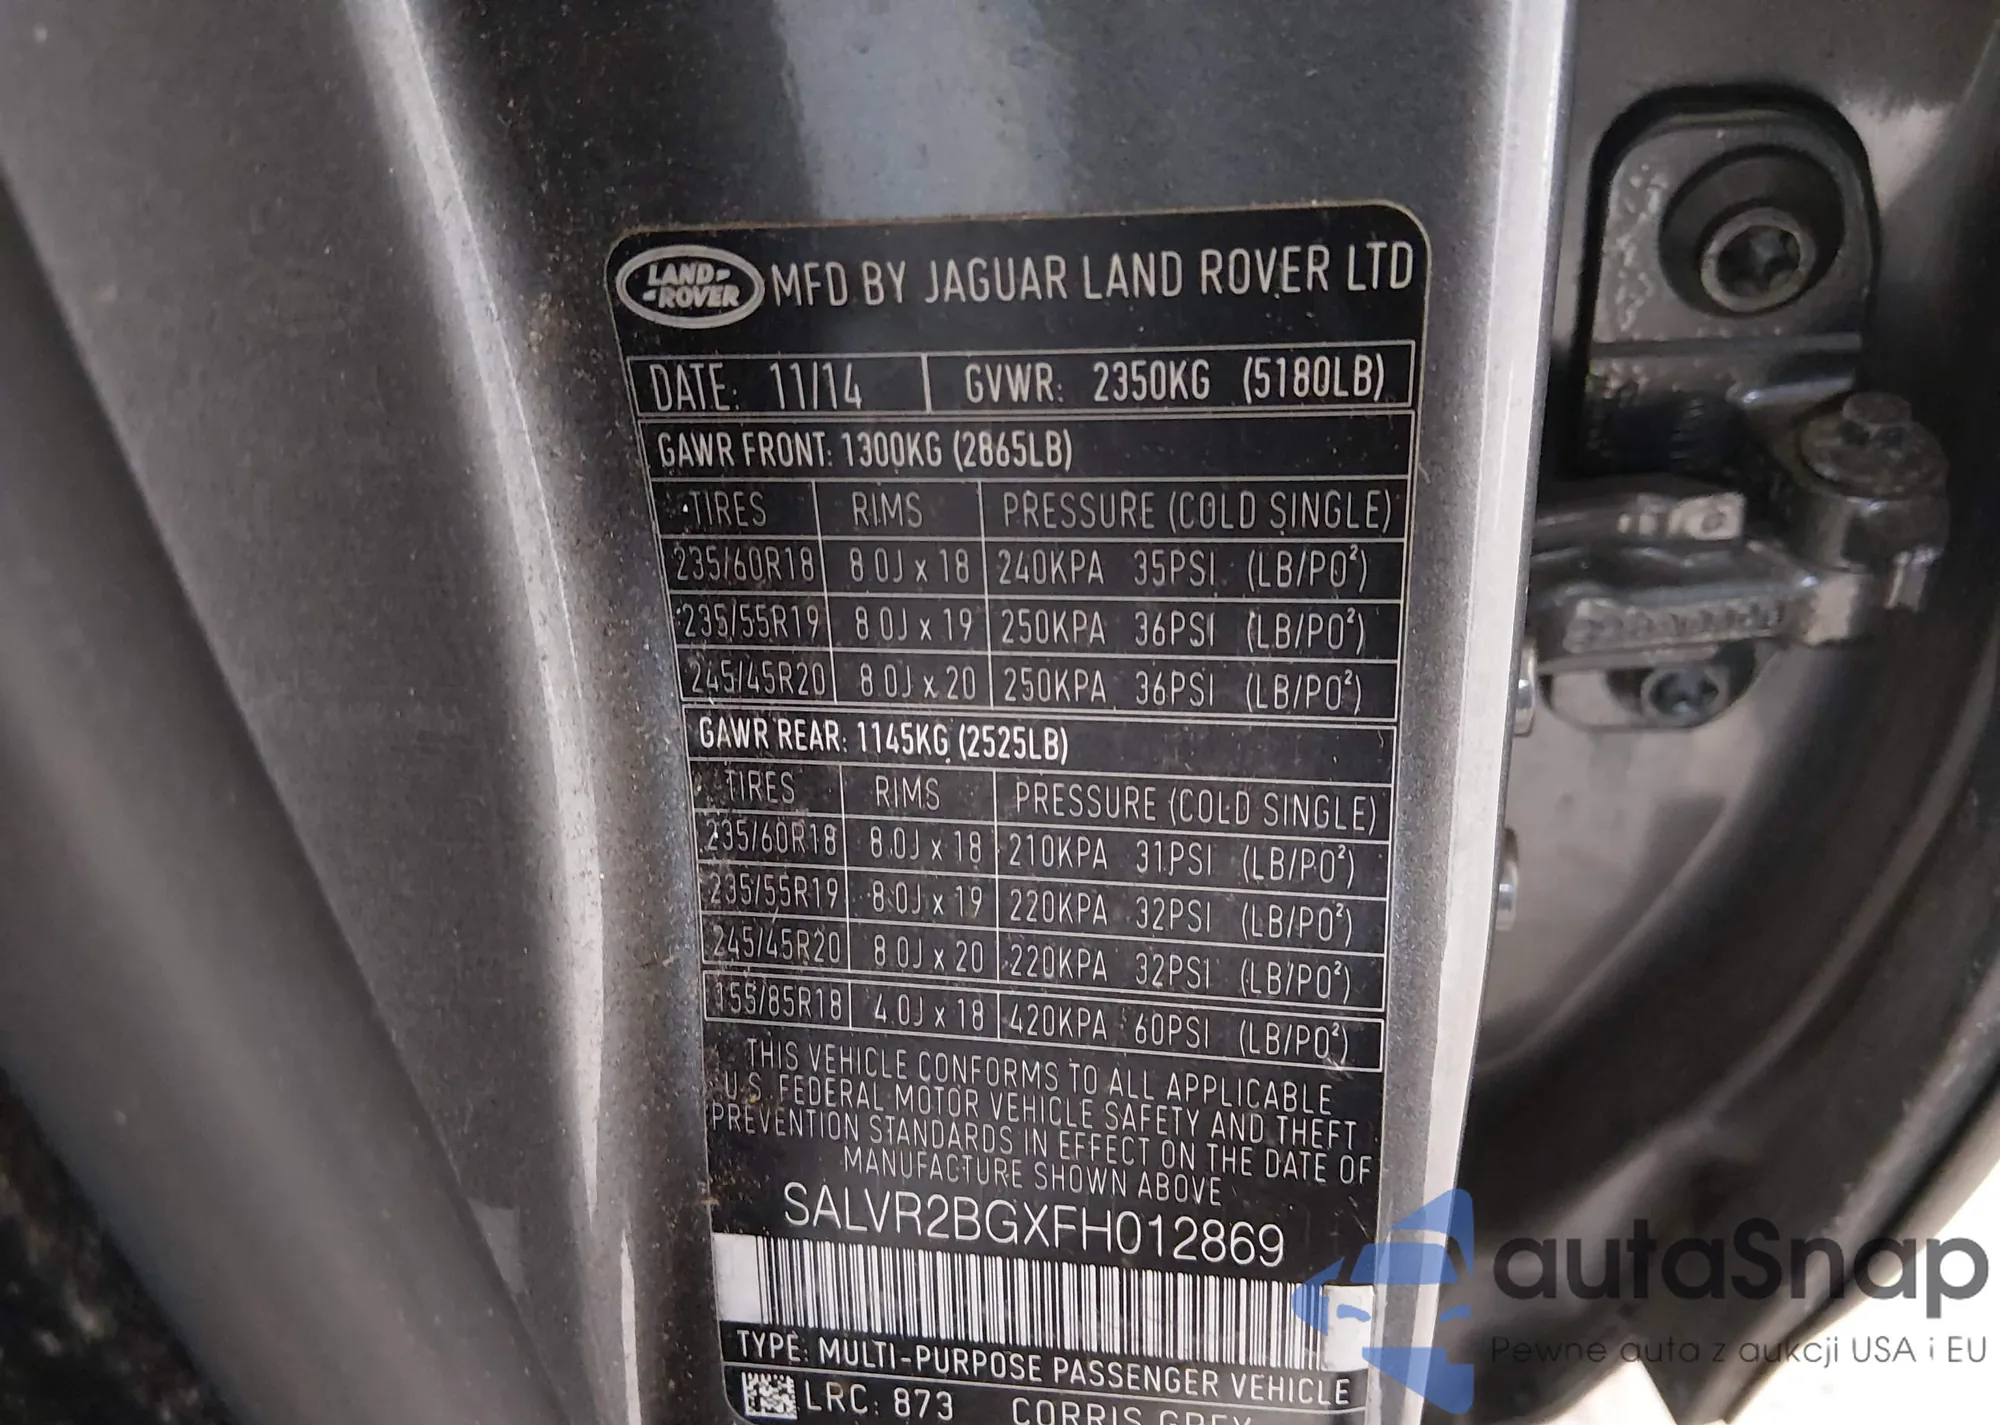 LAND-
-ROVER
MFD BY JAGUAR LAND ROVER LTD
DATE: 11/14 GVWR: 2350KG (5180LB)
GAWR FRONT: 1300KG (2865LB)
TIRES RIMS PRESSURE (COLD SINGLE)
235/60R18 8.0J x 18 240KPA 35PSI (LB/PO²)
235/55R19 8.0J x 19 250KPA 36PSI (LB/PO²)
245/45R20 8.0J x 20 250KPA 36PSI (LB/PO²)
GAWR REAR: 1145KG (2525LB)
TIRES RIMS PRESSURE (COLD SINGLE)
235/60R18 8.0J x 18 210KPA 31PSI (LB/PO²)
235/55R19 8.0J x 19 220KPA 32PSI (LB/PO²)
245/45R20 8.0J x 20 220KPA 32PSI (LB/PO²)
155/85R18 4.0J x 18 420KPA 60PSI (LB/PO²)
THIS VEHICLE CONFORMS TO ALL APPLICABLE
U.S. FEDERAL MOTOR VEHICLE SAFETY AND THEFT
PREVENTION STANDARDS IN EFFECT ON THE DATE OF
MANUFACTURE SHOWN ABOVE
SALVR2BGXFH012869
TYPE: MULTI-PURPOSE PASSENGER VEHICLE
LRC: 873 CORRIS GREY
autaSnap
Pewne auta z aukcji USA i EU